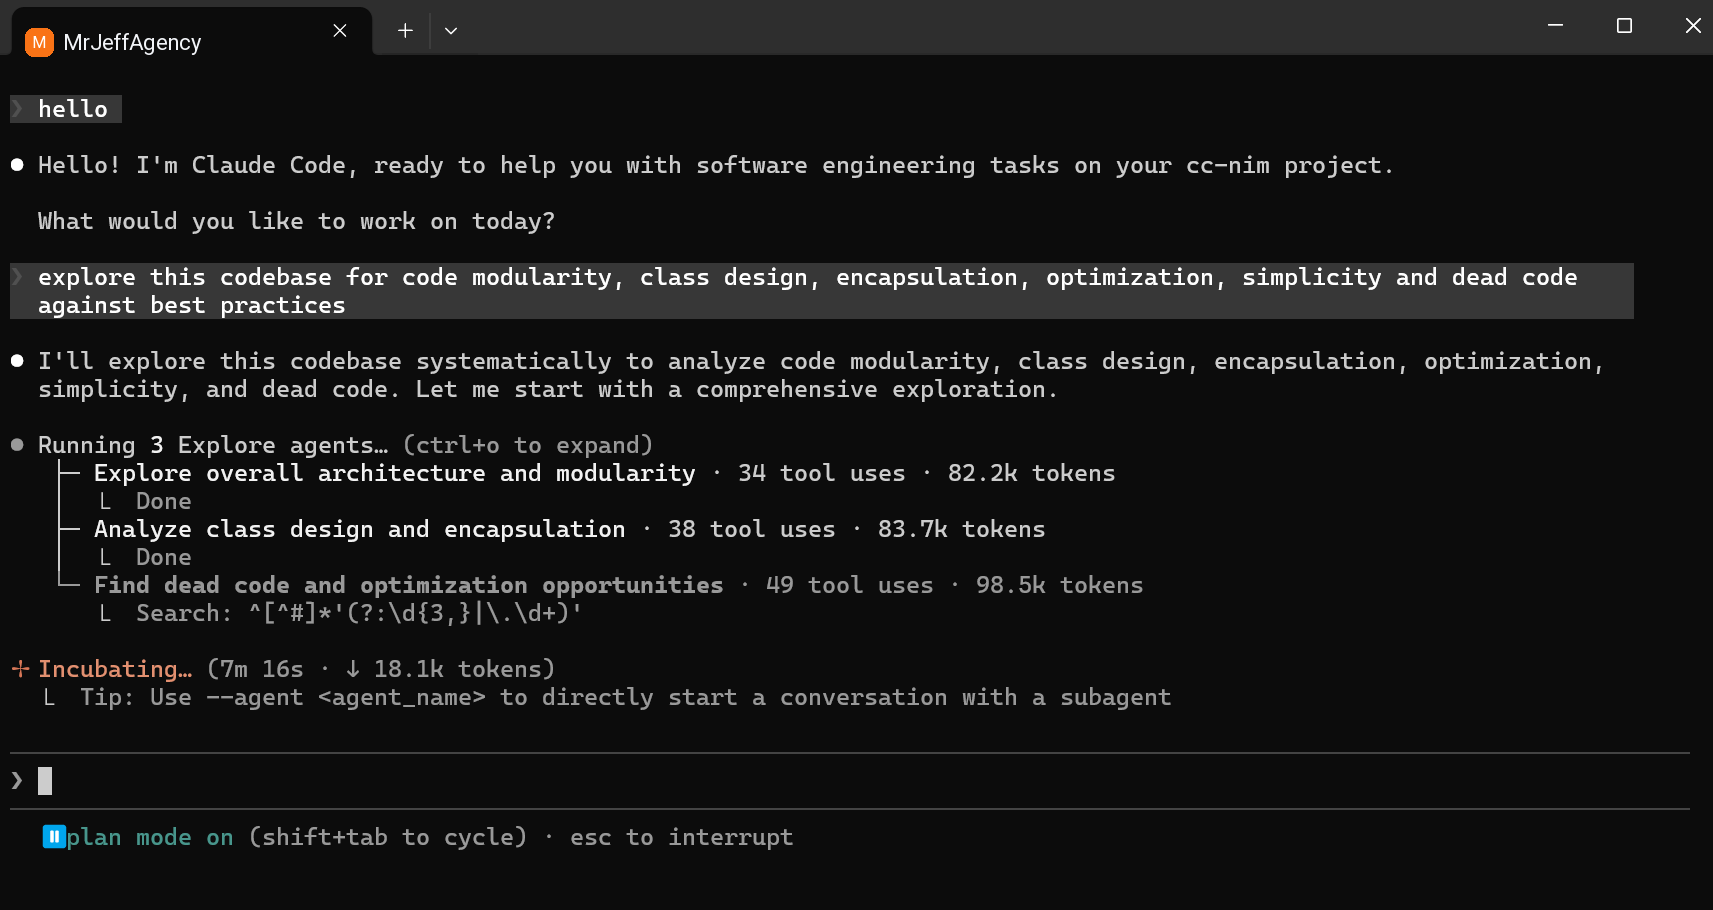 M MrJeffAgency
❯ hello
● Hello! I'm Claude Code, ready to help you with software engineering tasks on your cc-nim project.
What would you like to work on today?
❯ explore this codebase for code modularity, class design, encapsulation, optimization, simplicity and dead code
against best practices
● I'll explore this codebase systematically to analyze code modularity, class design, encapsulation, optimization,
simplicity, and dead code. Let me start with a comprehensive exploration.
● Running 3 Explore agents… (ctrl+o to expand)
├─ Explore overall architecture and modularity · 34 tool uses · 82.2k tokens
│ └ Done
├─ Analyze class design and encapsulation · 38 tool uses · 83.7k tokens
│ └ Done
└─ Find dead code and optimization opportunities · 49 tool uses · 98.5k tokens
└ Search: ^[^#]*'(?:\d{3,}|\.\d+)'
✢ Incubating… (7m 16s · ↓ 18.1k tokens)
└ Tip: Use --agent <agent_name> to directly start a conversation with a subagent
❯
⏸plan mode on (shift+tab to cycle) · esc to interrupt